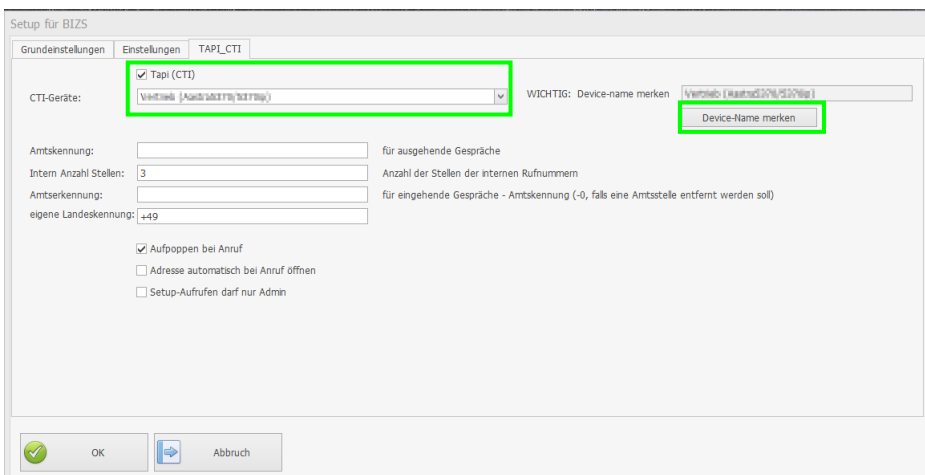 Setup für BIZS
Grundeinstellungen Einstellungen TAPI_CTI
Tapi (CTI)
CTI-Geräte: WICHTIG: Device-name merken
Device-Name merken
Amtskennung: für ausgehende Gespräche
Intern Anzahl Stellen: 3 Anzahl der Stellen der internen Rufnummern
Amtserkennung: für eingehende Gespräche - Amtskennung (-0, falls eine Amtsstelle entfernt werden soll)
eigene Landeskennung: +49
Aufpoppen bei Anruf
Adresse automatisch bei Anruf öffnen
Setup-Aufrufen darf nur Admin
OK Abbruch